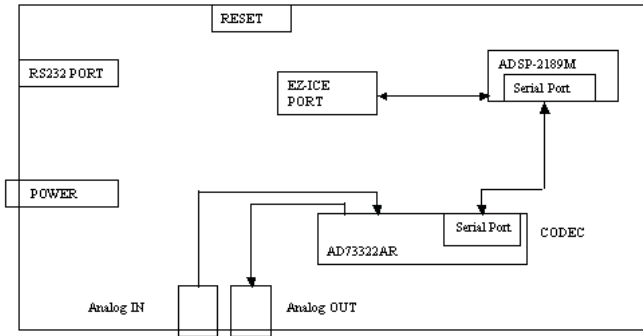 RESET
RS232 PORT
ADSP-2189M
Serial Port
EZ-ICE
PORT
POWER
Serial Port
CODEC
AD73322AR
Analog IN
Analog OUT